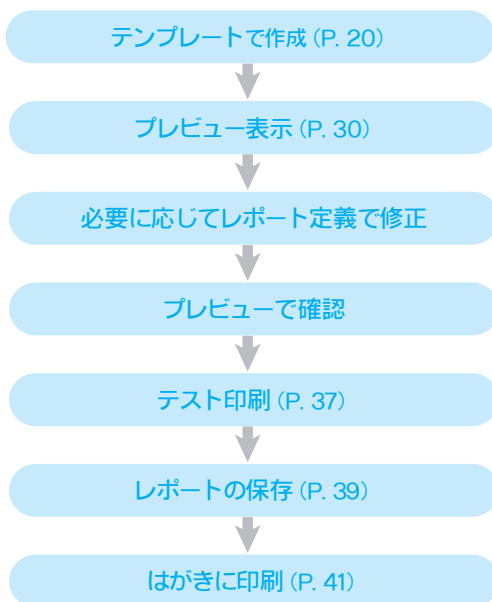 テンプレートで作成 (P. 20)
プレビュー表示 (P. 30)
必要に応じてレポート定義で修正
プレビューで確認
テスト印刷 (P. 37)
レポートの保存 (P. 39)
はがきに印刷 (P. 41)